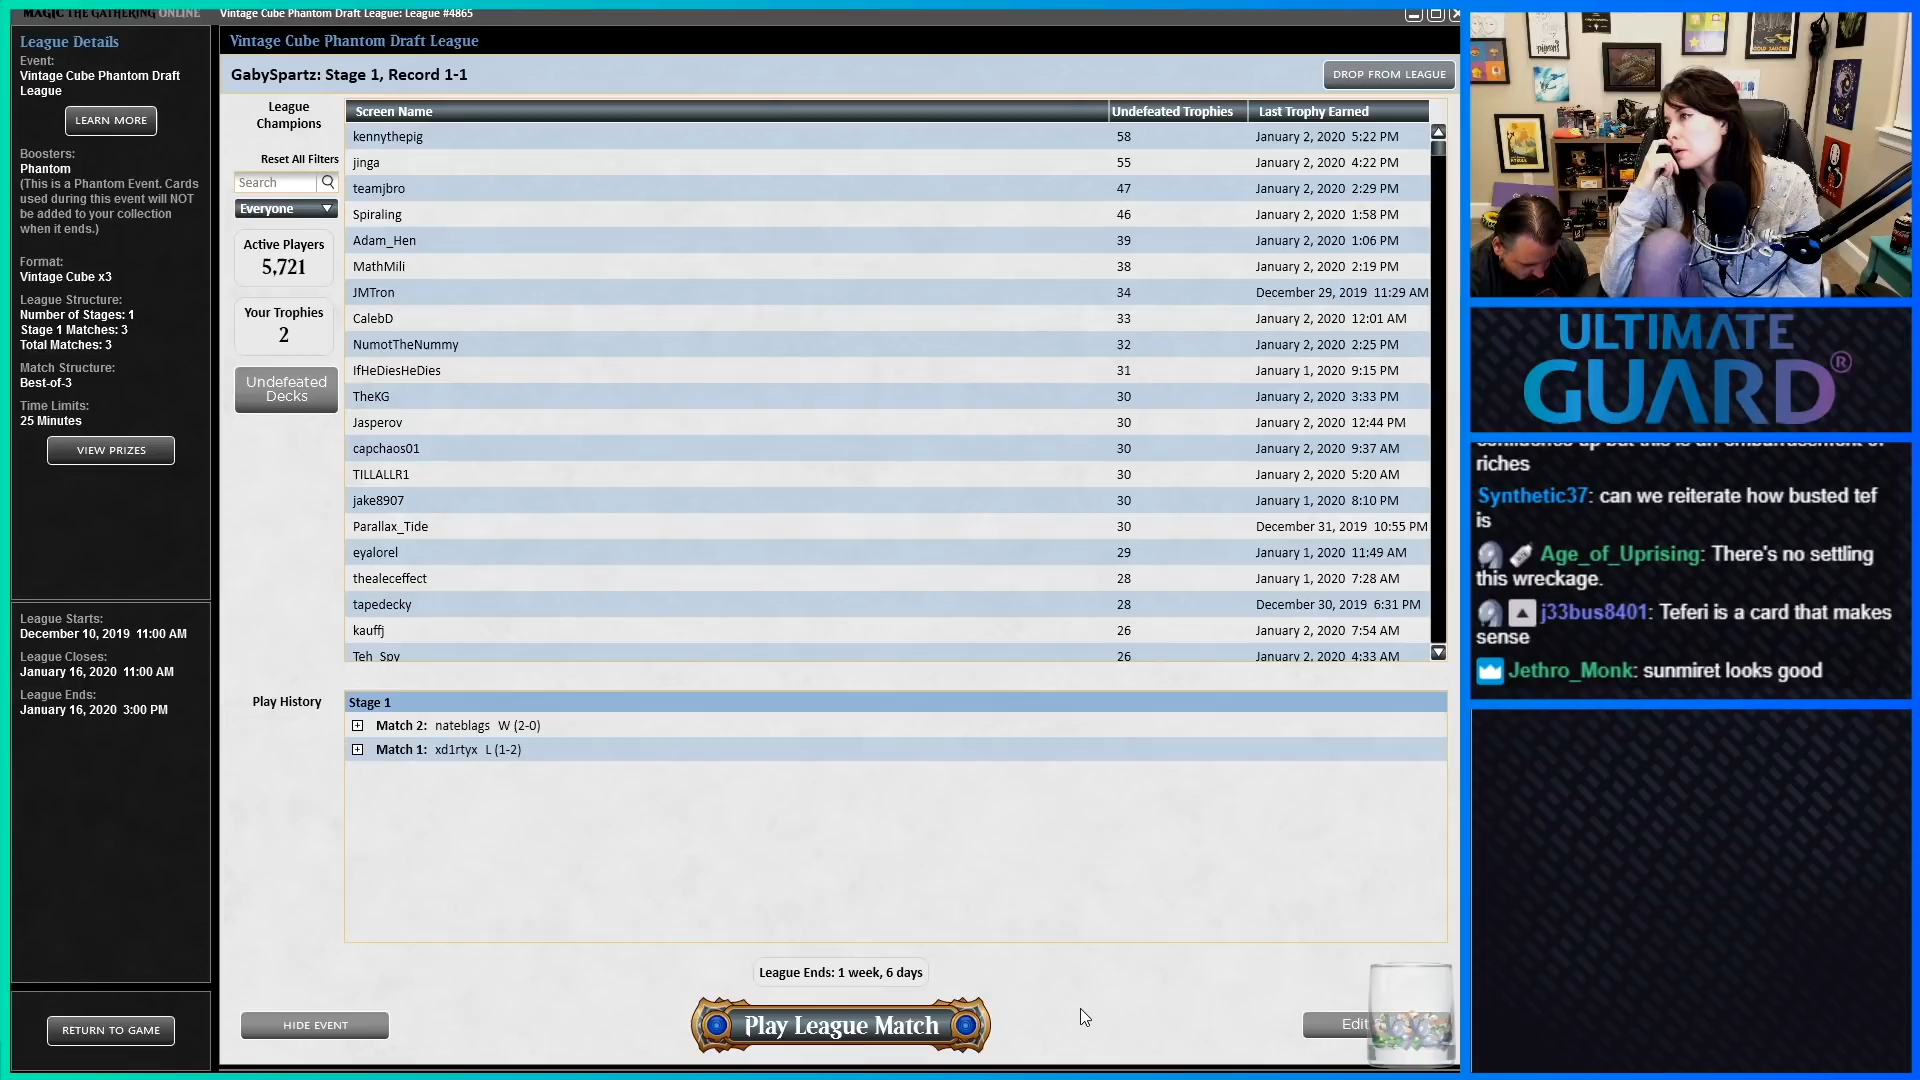 MAGIC THE GATHERING ONLINE
Vintage Cube Phantom Draft League: League #4865
League Details
Event:
Vintage Cube Phantom Draft
League
LEARN MORE
Boosters:
Phantom
(This is a Phantom Event. Cards
used during this event will NOT
be added to your collection
when it ends.)
Format:
Vintage Cube x3
League Structure:
Number of Stages: 1
Stage 1 Matches: 3
Total Matches: 3
Match Structure:
Best-of-3
Time Limits:
25 Minutes
VIEW PRIZES
League Starts:
December 10, 2019 11:00 AM
League Closes:
January 16, 2020 11:00 AM
League Ends:
January 16, 2020 3:00 PM
RETURN TO GAME
Vintage Cube Phantom Draft League
GabySpartz: Stage 1, Record 1-1
DROP FROM LEAGUE
League
Champions
Reset All Filters
Search
Everyone
Active Players
5,721
Your Trophies
2
Undefeated
Decks
Screen Name Undefeated Trophies Last Trophy Earned
kennythepig 58 January 2, 2020 5:22 PM
jinga 55 January 2, 2020 4:22 PM
teamjbro 47 January 2, 2020 2:29 PM
Spiraling 46 January 2, 2020 1:58 PM
Adam_Hen 39 January 2, 2020 1:06 PM
MathMili 38 January 2, 2020 2:19 PM
JMTron 34 December 29, 2019 11:29 AM
CalebD 33 January 2, 2020 12:01 AM
NumotTheNummy 32 January 2, 2020 2:25 PM
IfHeDiesHeDies 31 January 1, 2020 9:15 PM
TheKG 30 January 2, 2020 3:33 PM
Jasperov 30 January 2, 2020 12:44 PM
capchaos01 30 January 2, 2020 9:37 AM
TILLALLR1 30 January 2, 2020 5:20 AM
jake8907 30 January 1, 2020 8:10 PM
Parallax_Tide 30 December 31, 2019 10:55 PM
eyalorel 29 January 1, 2020 11:49 AM
thealeceffect 28 January 1, 2020 7:28 AM
tapedecky 28 December 30, 2019 6:31 PM
kauffj 26 January 2, 2020 7:54 AM
Teh_Spy 26 January 2, 2020 4:33 AM
Play History
Stage 1
Match 2: nateblags W (2-0)
Match 1: xd1rtyx L (1-2)
League Ends: 1 week, 6 days
HIDE EVENT
Play League Match
Edit
ULTIMATE
GUARD®
up but this is an embarrassment of
riches
Synthetic37: can we reiterate how busted tef
is
Age_of_Uprising: There's no settling
this wreckage.
j33bus8401: Teferi is a card that makes
sense
Jethro_Monk: sunmiret looks good